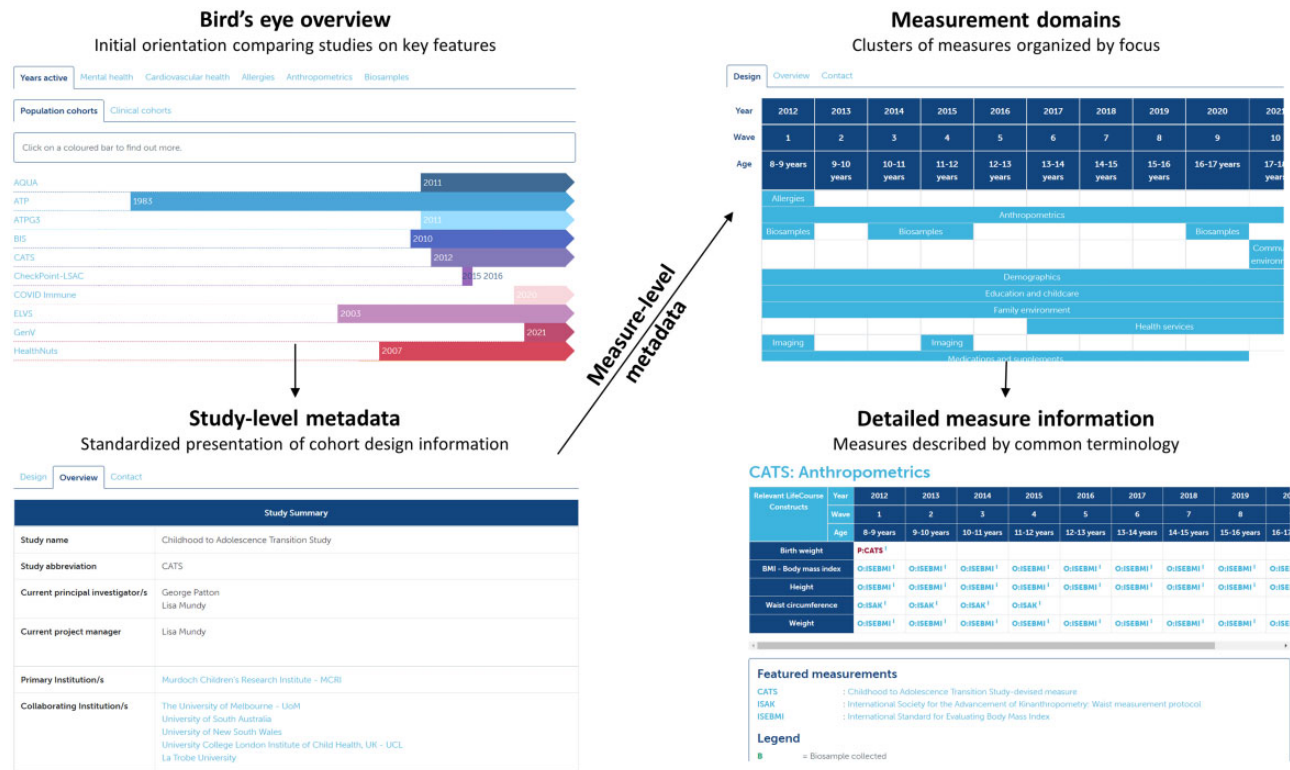 Bird's eye overview
Initial orientation comparing studies on key features
Years active Mental health Cardiovascular health Allergies Anthropometrics Biosamples
Population cohorts Clinical cohorts
Click on a coloured bar to find out more.
AQUA 2011
ATP 1983
ATPG3 2011
BIS 2010
CATS 2012
CheckPoint-LSAC 2015 2016
COVID Immune 2020
ELVS 2003
GenV 2021
HealthNuts 2007
Study-level metadata
Standardized presentation of cohort design information
Design Overview Contact
Study Summary
Study name Childhood to Adolescence Transition Study
Study abbreviation CATS
Current principal investigator/s George Patton
Lisa Mundy
Current project manager Lisa Mundy
Primary Institution/s Murdoch Children's Research Institute - MCRI
Collaborating Institution/s The University of Melbourne - UoM
University of South Australia
University of New South Wales
University College London Institute of Child Health, UK - UCL
La Trobe University
Measure-level
metadata
Measurement domains
Clusters of measures organized by focus
Design Overview Contact
Year 2012 2013 2014 2015 2016 2017 2018 2019 2020 2021
Wave 1 2 3 4 5 6 7 8 9 10
Age 8-9 years 9-10 years 10-11 years 11-12 years 12-13 years 13-14 years 14-15 years 15-16 years 16-17 years 17-18 years
Allergies
Anthropometrics
Biosamples Biosamples Biosamples
Commu
environm
Demographics
Education and childcare
Family environment
Health services
Imaging Imaging
Medications and supplements
Detailed measure information
Measures described by common terminology
CATS: Anthropometrics
Relevant LifeCourse Constructs Year 2012 2013 2014 2015 2016 2017 2018 2019 20
Wave 1 2 3 4 5 6 7 8
Age 8-9 years 9-10 years 10-11 years 11-12 years 12-13 years 13-14 years 14-15 years 15-16 years 16-17
Birth weight P:CATS i
BMI - Body mass index O:ISEBMI i O:ISEBMI i O:ISEBMI i O:ISEBMI i O:ISEBMI i O:ISEBMI i O:ISEBMI i O:ISEBMI i O:ISE
Height O:ISEBMI i O:ISEBMI i O:ISEBMI i O:ISEBMI i O:ISEBMI i O:ISEBMI i O:ISEBMI i O:ISEBMI i O:ISE
Waist circumference O:ISAK i O:ISAK i O:ISAK i O:ISAK i
Weight O:ISEBMI i O:ISEBMI i O:ISEBMI i O:ISEBMI i O:ISEBMI i O:ISEBMI i O:ISEBMI i O:ISEBMI i O:ISE
Featured measurements
CATS : Childhood to Adolescence Transition Study-devised measure
ISAK : International Society for the Advancement of Kinanthropometry: Waist measurement protocol
ISEBMI : International Standard for Evaluating Body Mass Index
Legend
B = Biosample collected